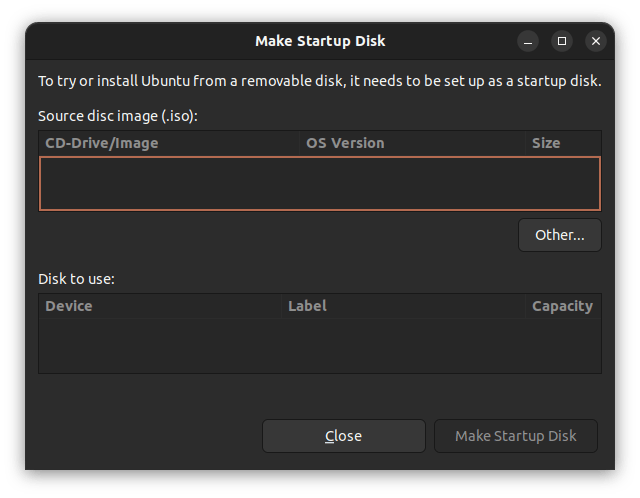 Make Startup Disk
To try or install Ubuntu from a removable disk, it needs to be set up as a startup disk.
Source disc image (.iso):
CD-Drive/Image OS Version Size
Other...
Disk to use:
Device Label Capacity
Close Make Startup Disk